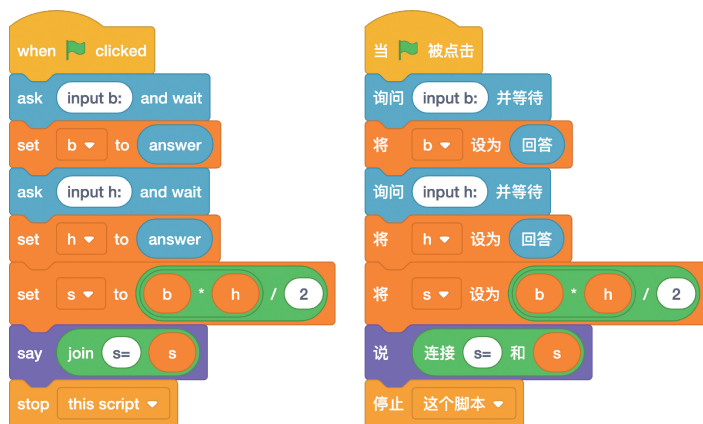 when clicked
ask input b: and wait
set b to answer
ask input h: and wait
set h to answer
set s to b * h / 2
say join s= s
stop this script
当 被点击
询问 input b: 并等待
将 b 设为 回答
询问 input h: 并等待
将 h 设为 回答
将 s 设为 b * h / 2
说 连接 s= 和 s
停止 这个脚本